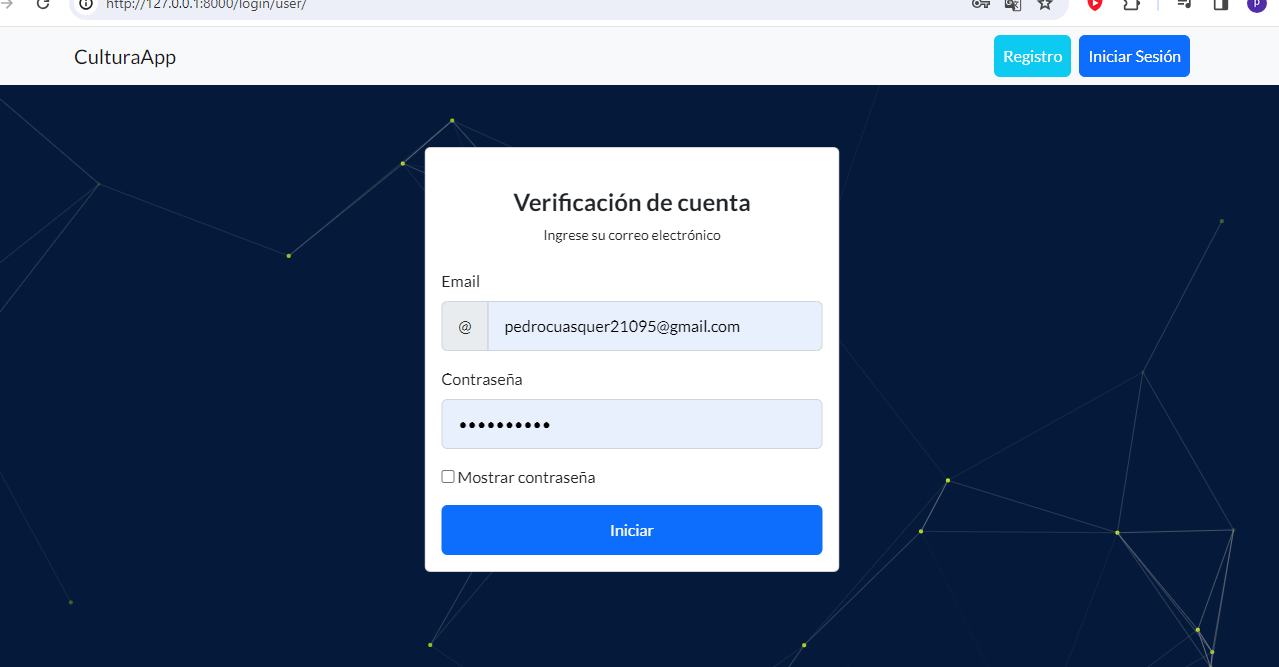 http://127.0.0.1:8000/login/user/
P
CulturaApp
Registro
Iniciar Sesión
Verificación de cuenta
Ingrese su correo electrónico
Email
@
pedrocuasquer21095@gmail.com
Contraseña
••••••••••
Mostrar contraseña
Iniciar